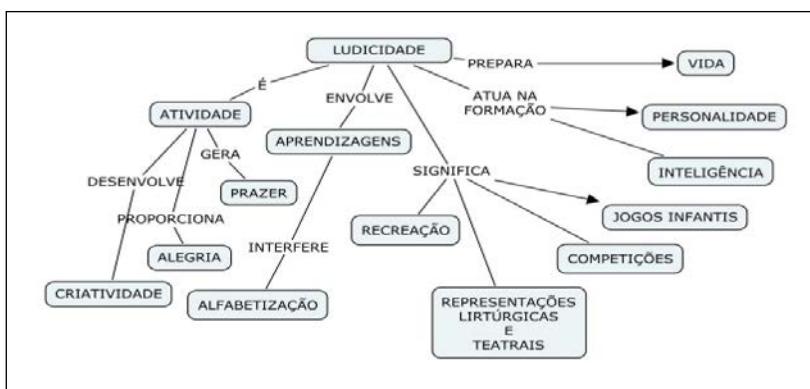 LUDICIDADE
PREPARA
VIDA
É
ENVOLVE
ATUA NA
FORMAÇÃO
ATIVIDADE
PERSONALIDADE
APRENDIZAGENS
GERA
INTELIGÊNCIA
DESENVOLVE
SIGNIFICA
PRAZER
JOGOS INFANTIS
PROPORCIONA
RECREAÇÃO
INTERFERE
ALEGRIA
COMPETIÇÕES
CRIATIVIDADE
ALFABETIZAÇÃO
REPRESENTAÇÕES
LIRTÚRGICAS
E
TEATRAIS